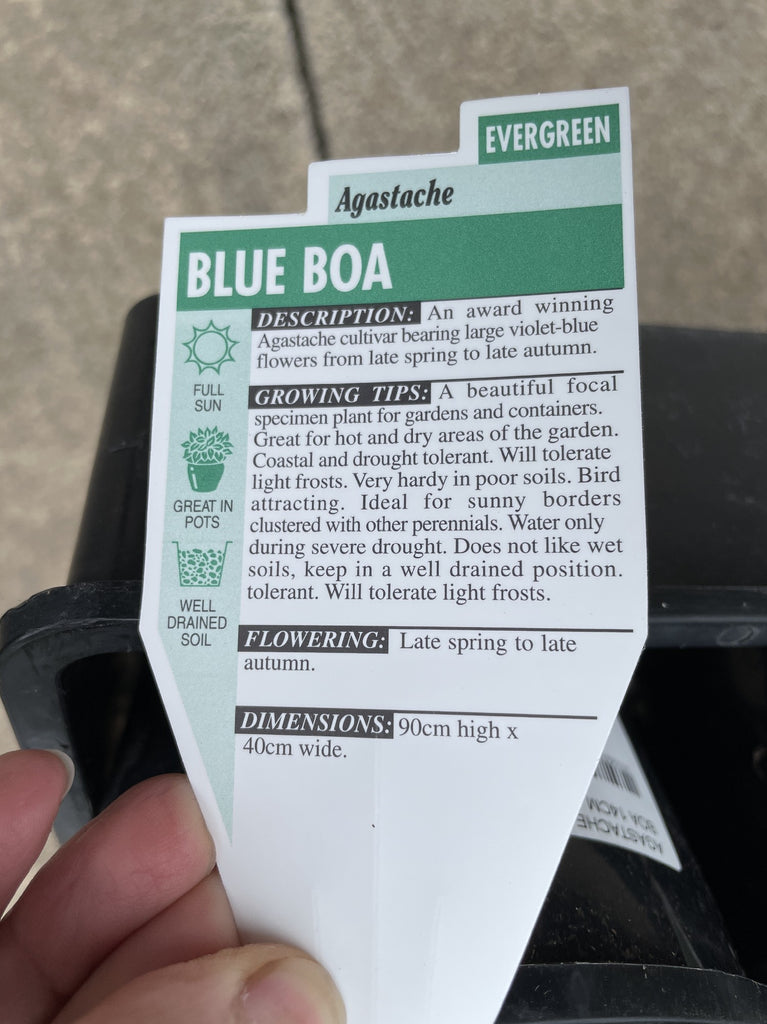 EVERGREEN
Agastache
BLUE BOA
FULL
SUN
GREAT IN
POTS
WELL
DRAINED
SOIL
DESCRIPTION: An award winning
Agastache cultivar bearing large violet-blue
flowers from late spring to late autumn.
GROWING TIPS: A beautiful focal
specimen plant for gardens and containers.
Great for hot and dry areas of the garden.
Coastal and drought tolerant. Will tolerate
light frosts. Very hardy in poor soils. Bird
attracting. Ideal for sunny borders
clustered with other perennials. Water only
during severe drought. Does not like wet
soils, keep in a well drained position.
tolerant. Will tolerate light frosts.
FLOWERING: Late spring to late
autumn.
DIMENSIONS: 90cm high x
40cm wide.
AGASTACHE
BOA 14CM